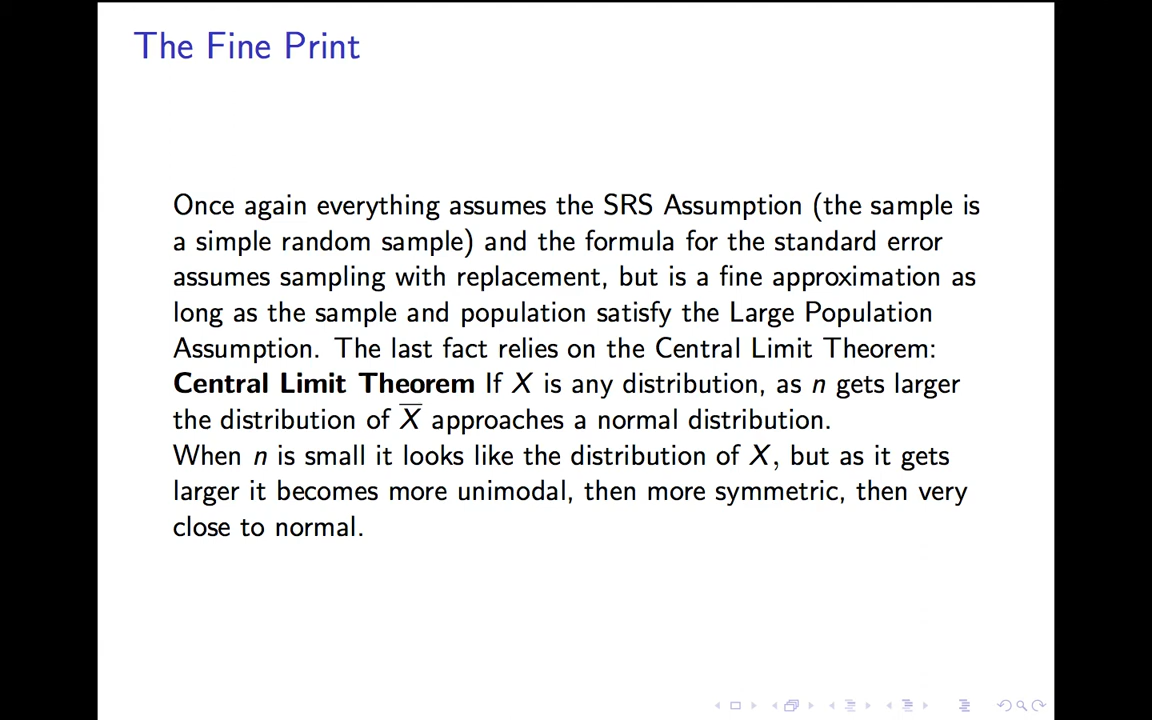 The Fine Print
Once again everything assumes the SRS Assumption (the sample is
a simple random sample) and the formula for the standard error
assumes sampling with replacement, but is a fine approximation as
long as the sample and population satisfy the Large Population
Assumption. The last fact relies on the Central Limit Theorem:
Central Limit Theorem If X is any distribution, as n gets larger
the distribution of X̅ approaches a normal distribution.
When n is small it looks like the distribution of X, but as it gets
larger it becomes more unimodal, then more symmetric, then very
close to normal.